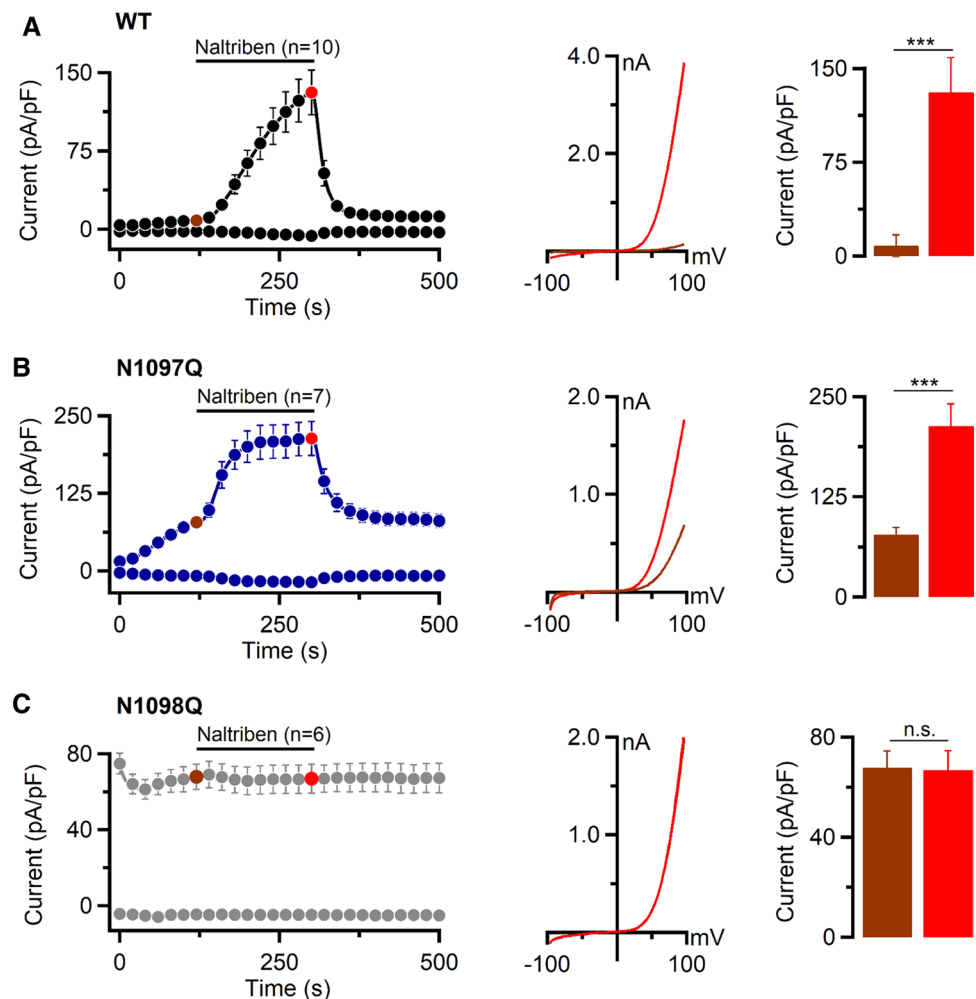 A
WT
Naltriben (n=10)
150
75
0
Current (pA/pF)
0
250
500
Time (s)
4.0
nA
2.0
mV
-100
100
***
150
75
0
Current (pA/pF)
B
N1097Q
Naltriben (n=7)
250
125
0
Current (pA/pF)
0
250
500
Time (s)
2.0
nA
1.0
mV
-100
100
***
250
125
0
Current (pA/pF)
C
N1098Q
Naltriben (n=6)
80
40
0
Current (pA/pF)
0
250
500
Time (s)
2.0
nA
1.0
mV
-100
100
n.s.
80
40
0
Current (pA/pF)